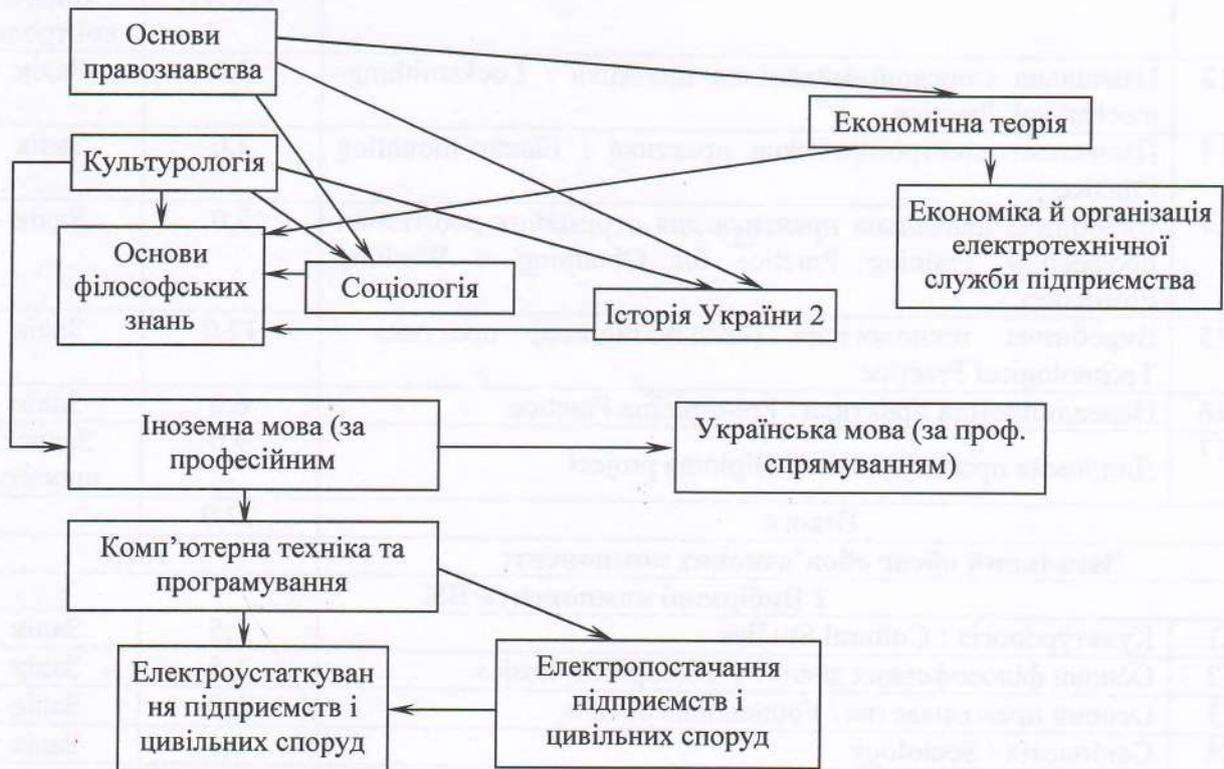 Основи
правознавства
Економічна теорія
Культурологія
Економіка й організація
електротехнічної
служби підприємства
Основи
філософських
знань
Соціологія
Історія України 2
Іноземна мова (за
професійним
Українська мова (за проф.
спрямуванням)
Комп’ютерна техніка та
програмування
Електроустаткуван
ня підприємств і
цивільних споруд
Електропостачання
підприємств і
цивільних споруд